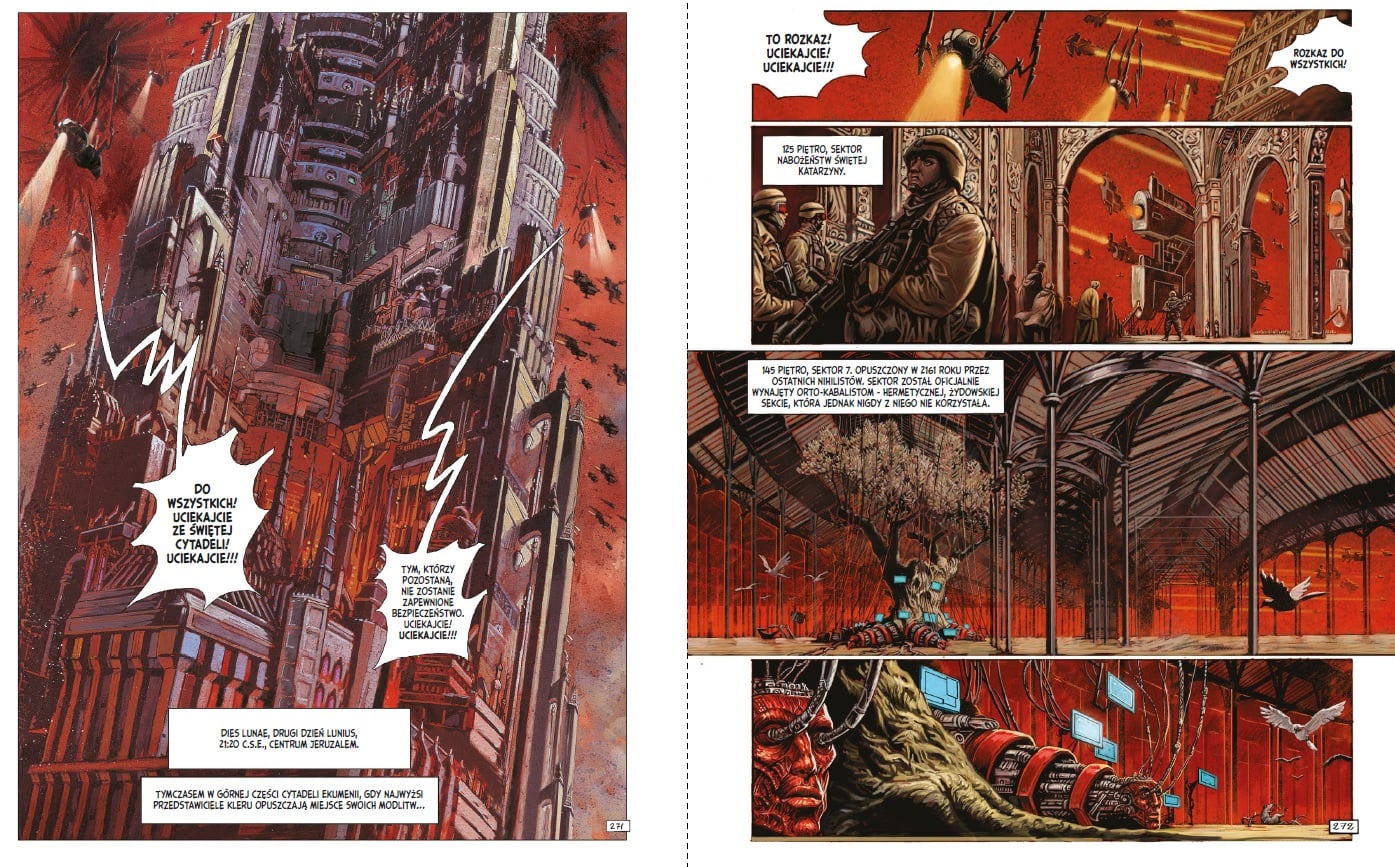 DO
WSZYSTKICH!
UCIEKAJCIE
ZE ŚWIĘTEJ
CYTADELI!
UCIEKAJCIE!!!
TYM, KTÓRZY
POZOSTANĄ,
NIE ZOSTANIE
ZAPEWNIONE
BEZPIECZEŃSTWO.
UCIEKAJCIE!
UCIEKAJCIE!!!
DIES LUNAE, DRUGI DZIEŃ LUNIUS,
21:20 C.S.E., CENTRUM JERUZALEM.
TYMCZASEM W GÓRNEJ CZĘŚCI CYTADELI EKUMENII, GDY NAJWYŻSI
PRZEDSTAWICIELE KLERU OPUSZCZAJĄ MIEJSCE SWOICH MODLITW...
271
TO ROZKAZ!
UCIEKAJCIE!
UCIEKAJCIE!!!
ROZKAZ DO
WSZYSTKICH!
125 PIĘTRO, SEKTOR
NABOŻEŃSTW ŚWIĘTEJ
KATARZYNY.
145 PIĘTRO, SEKTOR 7. OPUSZCZONY W 2161 ROKU PRZEZ
OSTATNICH NIHILISTÓW. SEKTOR ZOSTAŁ OFICJALNIE
WYNAJĘTY ORTO-KABALISTOM - HERMETYCZNEJ, ŻYDOWSKIEJ
SEKCIE, KTÓRA JEDNAK NIGDY Z NIEGO NIE KORZYSTAŁA.
272